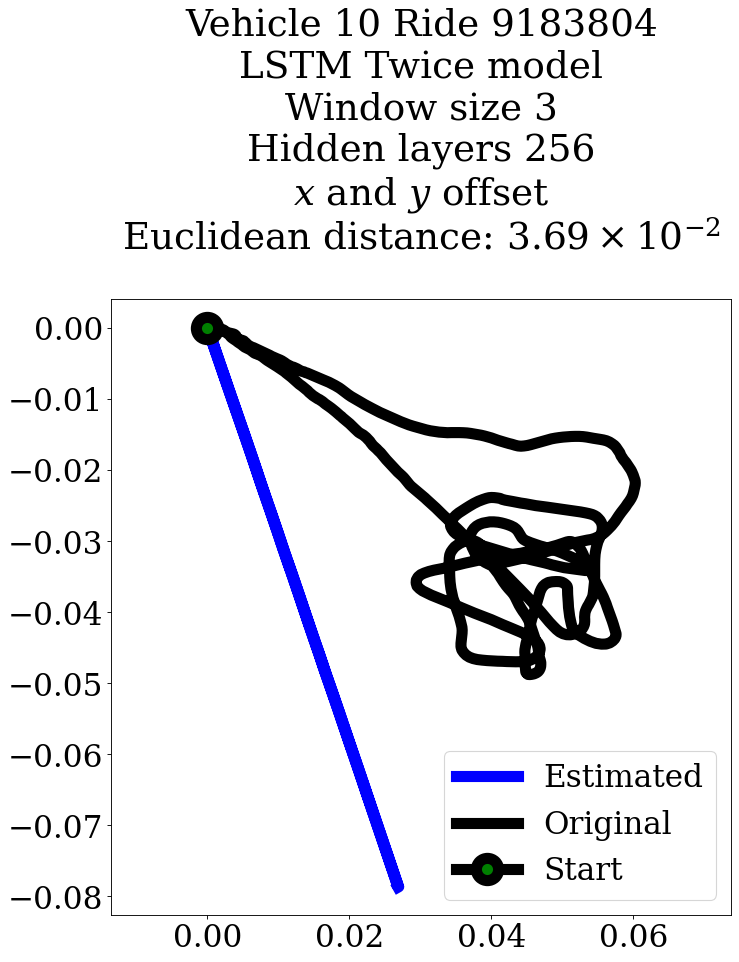 Vehicle 10 Ride 9183804
LSTM Twice model
Window size 3
Hidden layers 256
x and y offset
Euclidean distance: 3.69 × 10⁻²
0.00
−0.01
−0.02
−0.03
−0.04
−0.05
−0.06
−0.07
−0.08
Estimated
Original
Start
0.00 0.02 0.04 0.06